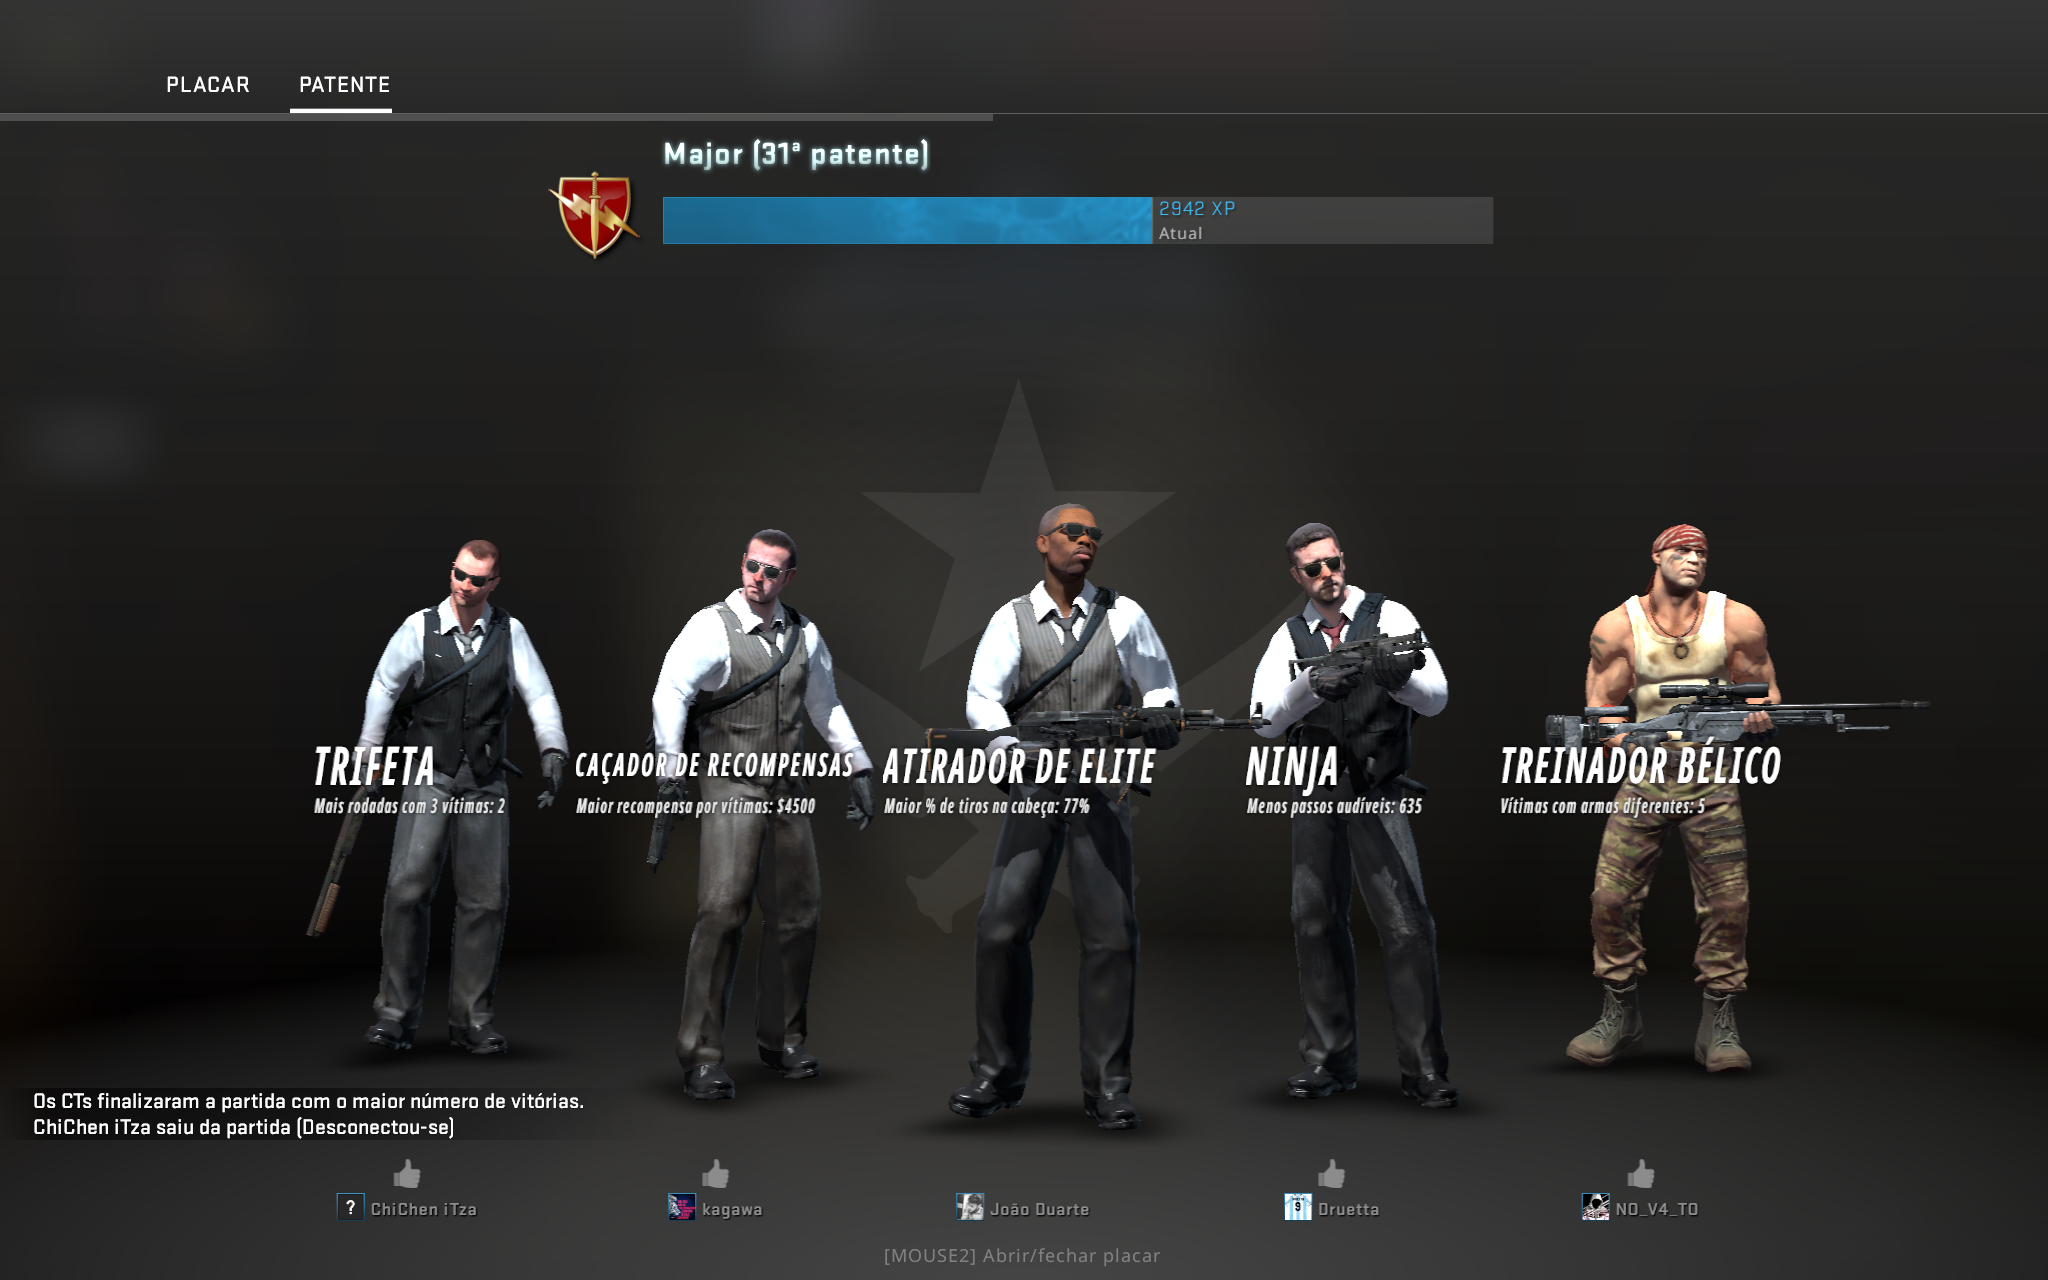 PLACAR
PATENTE
Major (31ª patente)
2942 XP
Atual
TRIFETA
Mais rodadas com 3 vítimas: 2
CAÇADOR DE RECOMPENSAS
Maior recompensa por vítimas: $4500
ATIRADOR DE ELITE
Maior % de tiros na cabeça: 77%
NINJA
Menos passos audíveis: 635
TREINADOR BÉLICO
Vítimas com armas diferentes: 5
Os CTs finalizaram a partida com o maior número de vitórias.
ChiChen iTza saiu da partida (Desconectou-se)
? ChiChen iTza
kagawa
João Duarte
9 Druetta
NO_V4_TO
[MOUSE2] Abrir/fechar placar